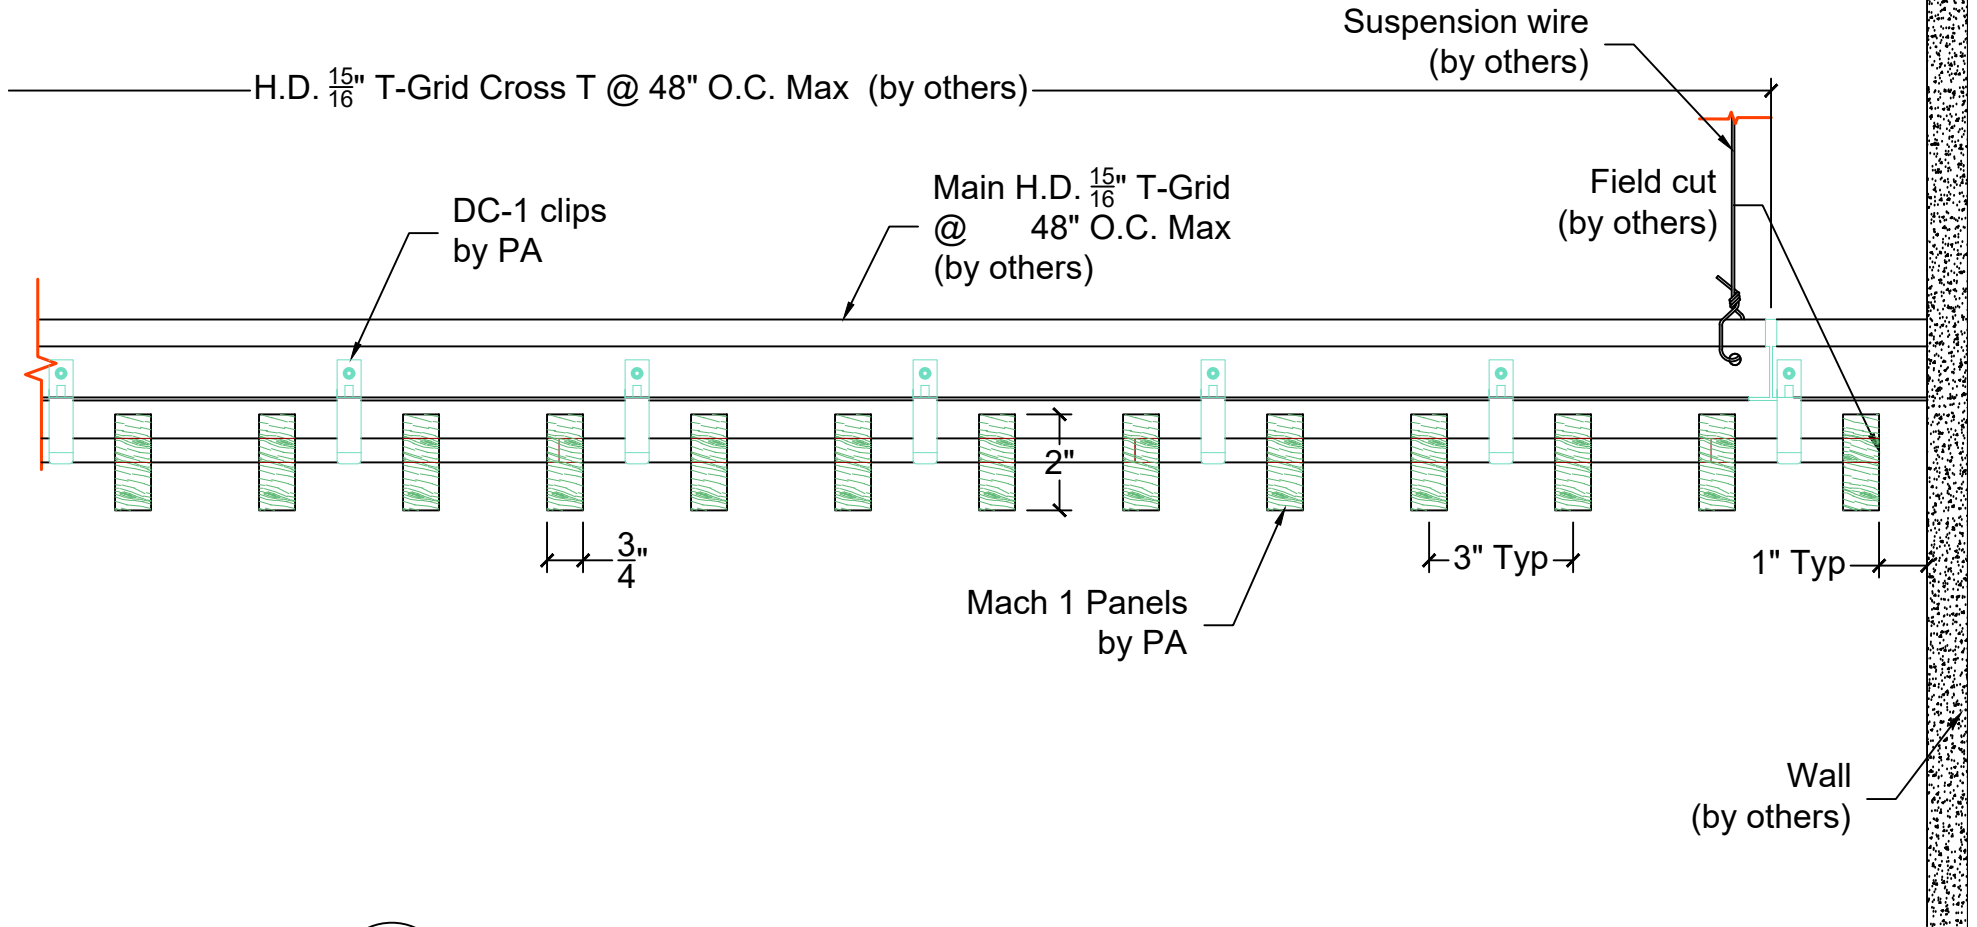 Suspension wire
(by others)
H.D. 15/16" T-Grid Cross T @ 48" O.C. Max (by others)
Main H.D. 15/16" T-Grid
@ 48" O.C. Max
(by others)
Field cut
(by others)
DC-1 clips
by PA
2"
3/4"
3" Typ
1" Typ
Mach 1 Panels
by PA
Wall
(by others)